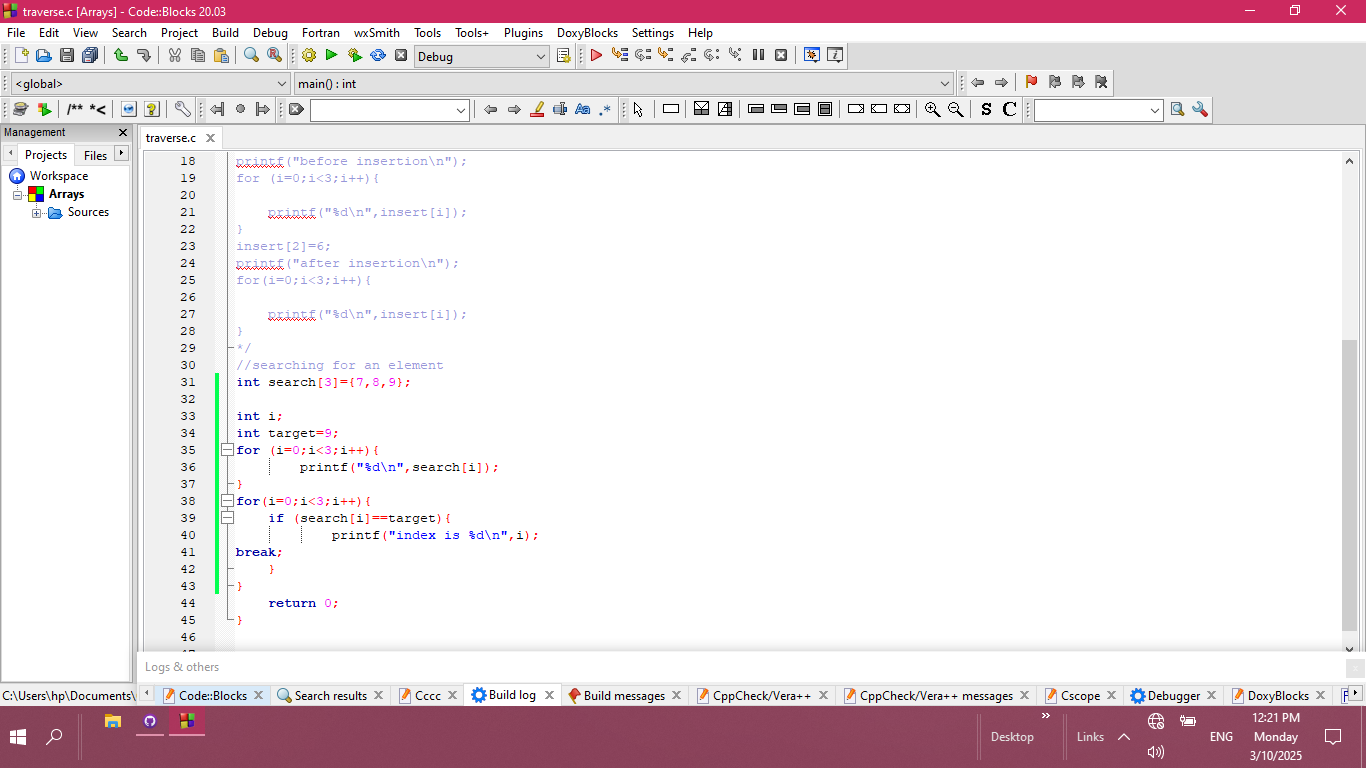 traverse.c [Arrays] - Code::Blocks 20.03
File Edit View Search Project Build Debug Fortran wxSmith Tools Tools+ Plugins DoxyBlocks Settings Help
Debug
<global> main() : int
/** *< Aa .* S C
Management
traverse.c
Projects Files
Workspace
Arrays
Sources
18 printf("before insertion\n");
19 for (i=0;i<3;i++){
20
21 printf("%d\n",insert[i]);
22 }
23 insert[2]=6;
24 printf("after insertion\n");
25 for(i=0;i<3;i++){
26
27 printf("%d\n",insert[i]);
28 }
29 */
30 //searching for an element
31 int search[3]={7,8,9};
32
33 int i;
34 int target=9;
35 for (i=0;i<3;i++){
36 printf("%d\n",search[i]);
37 }
38 for(i=0;i<3;i++){
39 if (search[i]==target){
40 printf("index is %d\n",i);
41 break;
42 }
43 }
44 return 0;
45 }
46
Logs & others
Code::Blocks Search results Cccc Build log Build messages CppCheck/Vera++ CppCheck/Vera++ messages Cscope Debugger DoxyBlocks
C:\Users\hp\Documents\
Desktop Links ENG
12:21 PM
Monday
3/10/2025